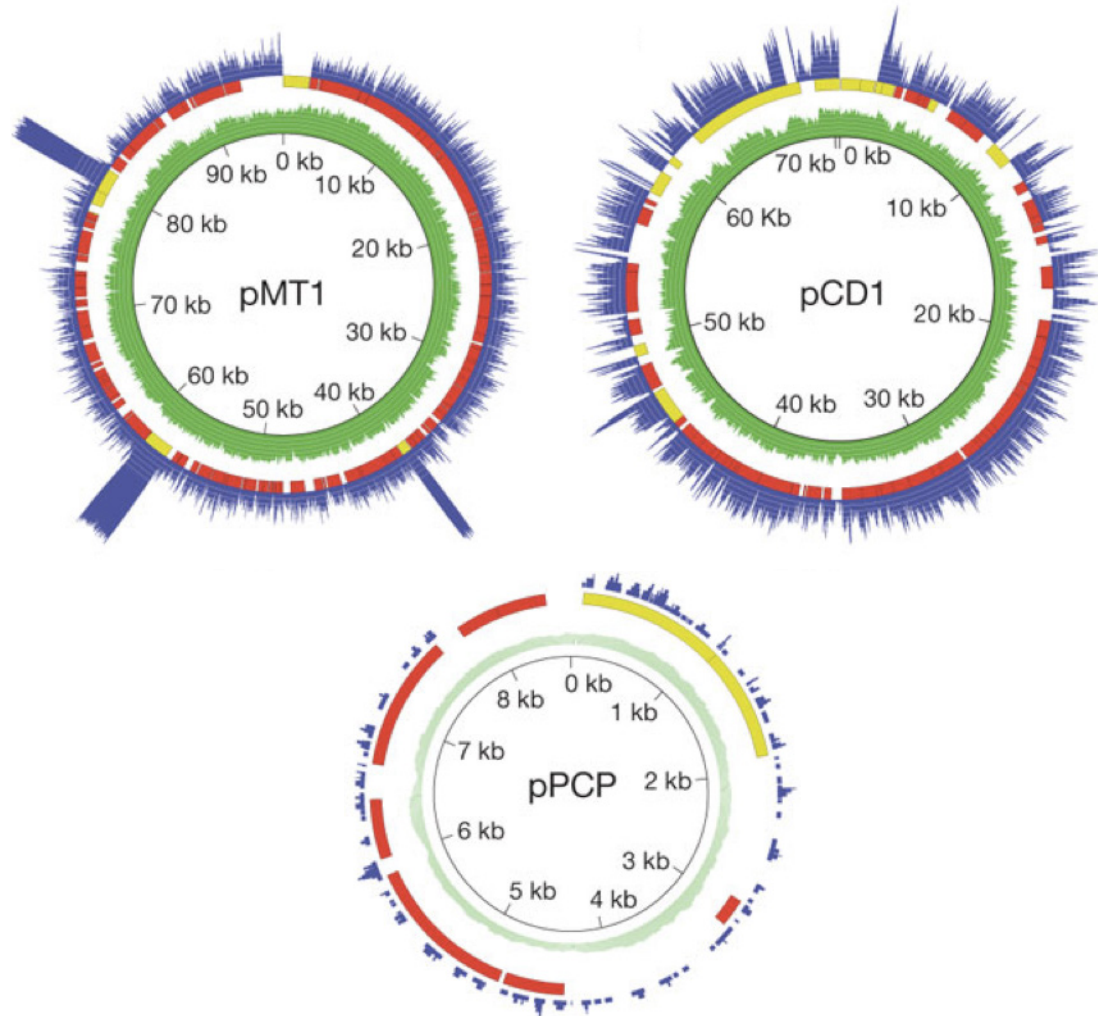 pMT1
0 kb
10 kb
20 kb
30 kb
40 kb
50 kb
60 kb
70 kb
80 kb
90 kb
pCD1
0 kb
10 kb
20 kb
30 kb
40 kb
50 kb
60 Kb
70 kb
pPCP
0 kb
1 kb
2 kb
3 kb
4 kb
5 kb
6 kb
7 kb
8 kb